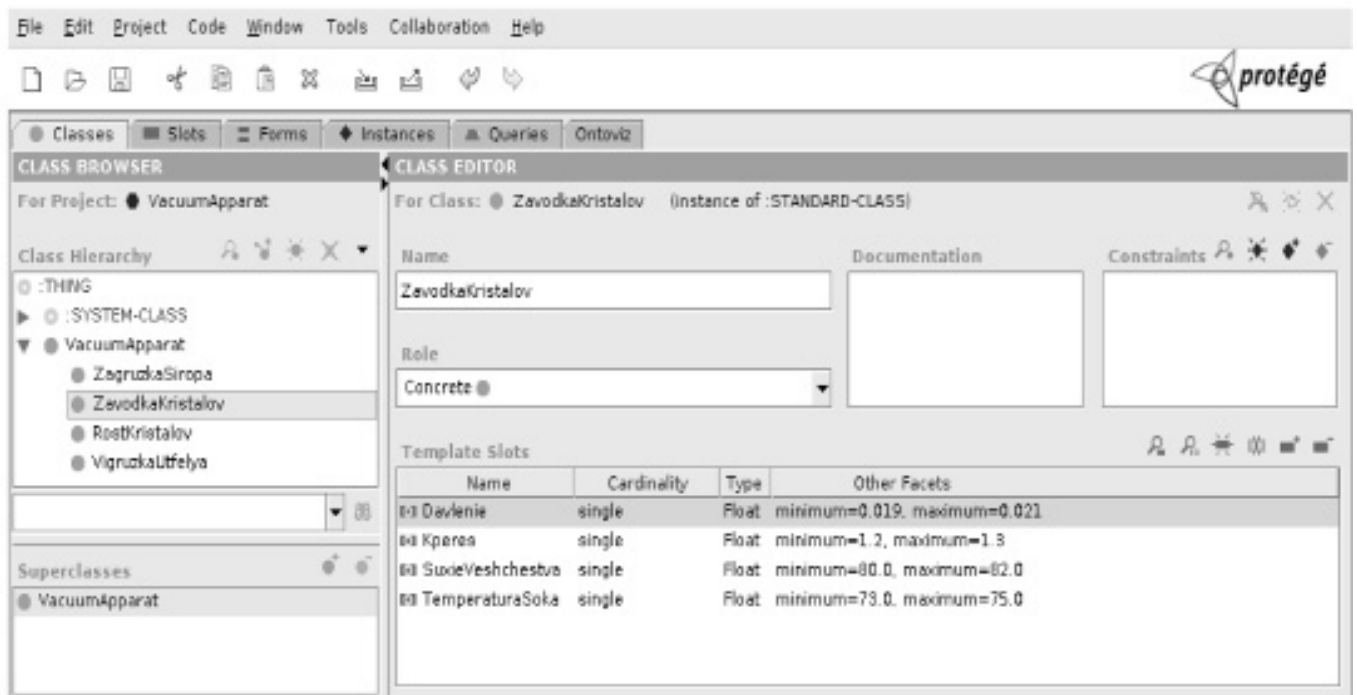 File Edit Project Code Window Tools Collaboration Help
protégé
Classes Slots Forms Instances Queries Ontoviz
CLASS BROWSER
CLASS EDITOR
For Project: VacuumApparat
For Class: ZavodkaKristalov (instance of :STANDARD-CLASS)
Class Hierarchy
Name
Documentation
Constraints
:THING
ZavodkaKristalov
:SYSTEM-CLASS
VacuumApparat
Role
ZagruzkaSiropa
Concrete
ZavodkaKristalov
RostKristalov
VigruzkaUtfelya
Template Slots
Name Cardinality Type Other Facets
Davlenie single Float minimum=0.019, maximum=0.021
Kperes single Float minimum=1.2, maximum=1.3
SuxieVeshchestva single Float minimum=80.0, maximum=82.0
TemperaturaSoka single Float minimum=73.0, maximum=75.0
Superclasses
VacuumApparat